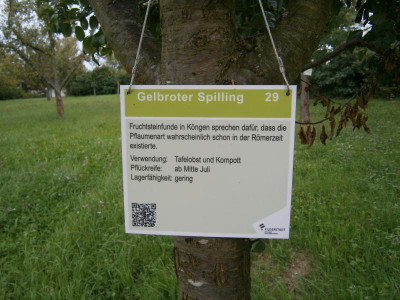 Gelbroter Spilling 29
Fruchtsteinfunde in Köngen sprechen dafür, dass die
Pflaumenart wahrscheinlich schon in der Römerzeit
existierte.
Verwendung: Tafelobst und Kompott
Pflückreife: ab Mitte Juli
Lagerfähigkeit: gering
FILDERSTADT